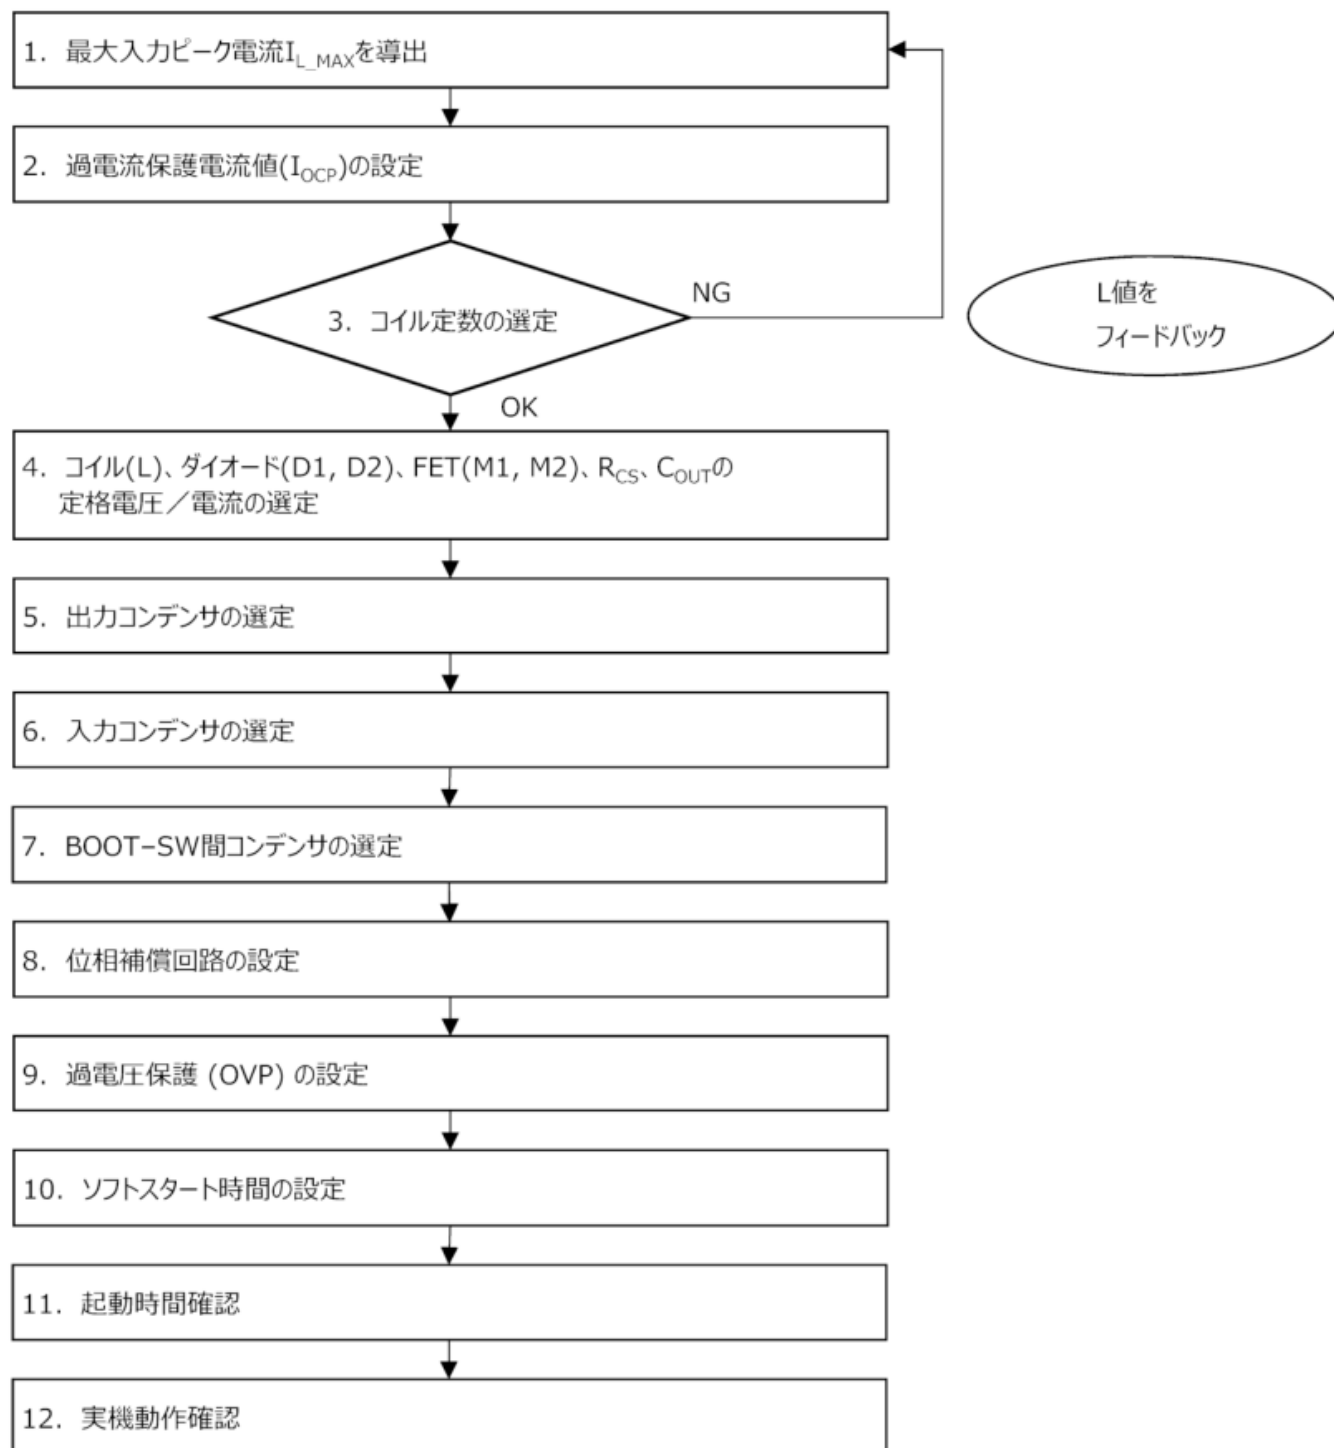 1. 最大入力ピーク電流I_L_MAXを導出
2. 過電流保護電流値(I_OCP)の設定
NG
L値を
フィードバック
3. コイル定数の選定
OK
4. コイル(L)、ダイオード(D1, D2)、FET(M1, M2)、R_CS、C_OUTの
定格電圧／電流の選定
5. 出力コンデンサの選定
6. 入力コンデンサの選定
7. BOOT–SW間コンデンサの選定
8. 位相補償回路の設定
9. 過電圧保護 (OVP) の設定
10. ソフトスタート時間の設定
11. 起動時間確認
12. 実機動作確認